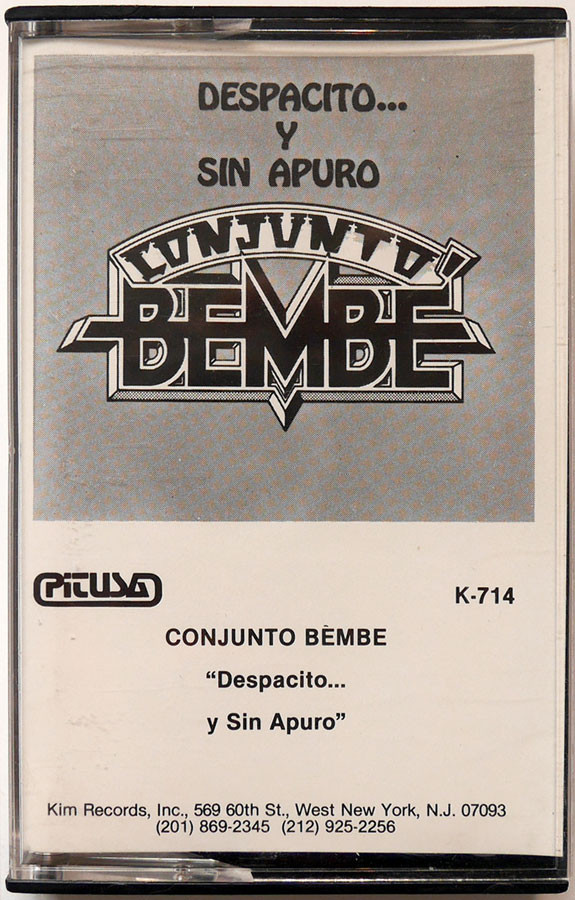 DESPACITO...
Y
SIN APURO
CONJUNTO
BEMBE
PITUSA
K-714
CONJUNTO BÈMBE
“Despacito...
y Sin Apuro”
Kim Records, Inc., 569 60th St., West New York, N.J. 07093
(201) 869-2345 (212) 925-2256